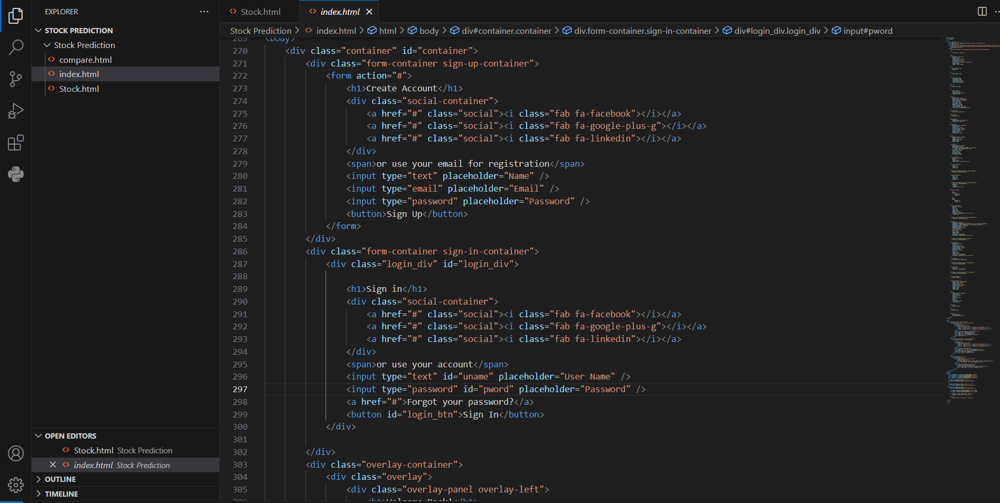 EXPLORER
STOCK PREDICTION
Stock Prediction
compare.html
index.html
Stock.html
OPEN EDITORS
Stock.html Stock Prediction
index.html Stock Prediction
OUTLINE
TIMELINE
Stock.html
index.html
Stock Prediction > index.html > html > body > div#container.container > div.form-container.sign-in-container > div#login_div.login_div > input#pword
269 <body>
270 <div class="container" id="container">
271 <div class="form-container sign-up-container">
272 <form action="#">
273 <h1>Create Account</h1>
274 <div class="social-container">
275 <a href="#" class="social"><i class="fab fa-facebook"></i></a>
276 <a href="#" class="social"><i class="fab fa-google-plus-g"></i></a>
277 <a href="#" class="social"><i class="fab fa-linkedin"></i></a>
278 </div>
279 <span>or use your email for registration</span>
280 <input type="text" placeholder="Name" />
281 <input type="email" placeholder="Email" />
282 <input type="password" placeholder="Password" />
283 <button>Sign Up</button>
284 </form>
285 </div>
286 <div class="form-container sign-in-container">
287 <div class="login_div" id="login_div">
288
289 <h1>Sign in</h1>
290 <div class="social-container">
291 <a href="#" class="social"><i class="fab fa-facebook"></i></a>
292 <a href="#" class="social"><i class="fab fa-google-plus-g"></i></a>
293 <a href="#" class="social"><i class="fab fa-linkedin"></i></a>
294 </div>
295 <span>or use your account</span>
296 <input type="text" id="uname" placeholder="User Name" />
297 <input type="password" id="pword" placeholder="Password" />
298 <a href="#">Forgot your password?</a>
299 <button id="login_btn">Sign In</button>
300 </div>
301
302 </div>
303 <div class="overlay-container">
304 <div class="overlay">
305 <div class="overlay-panel overlay-left">
306 <h1>Welcome Back!</h1>